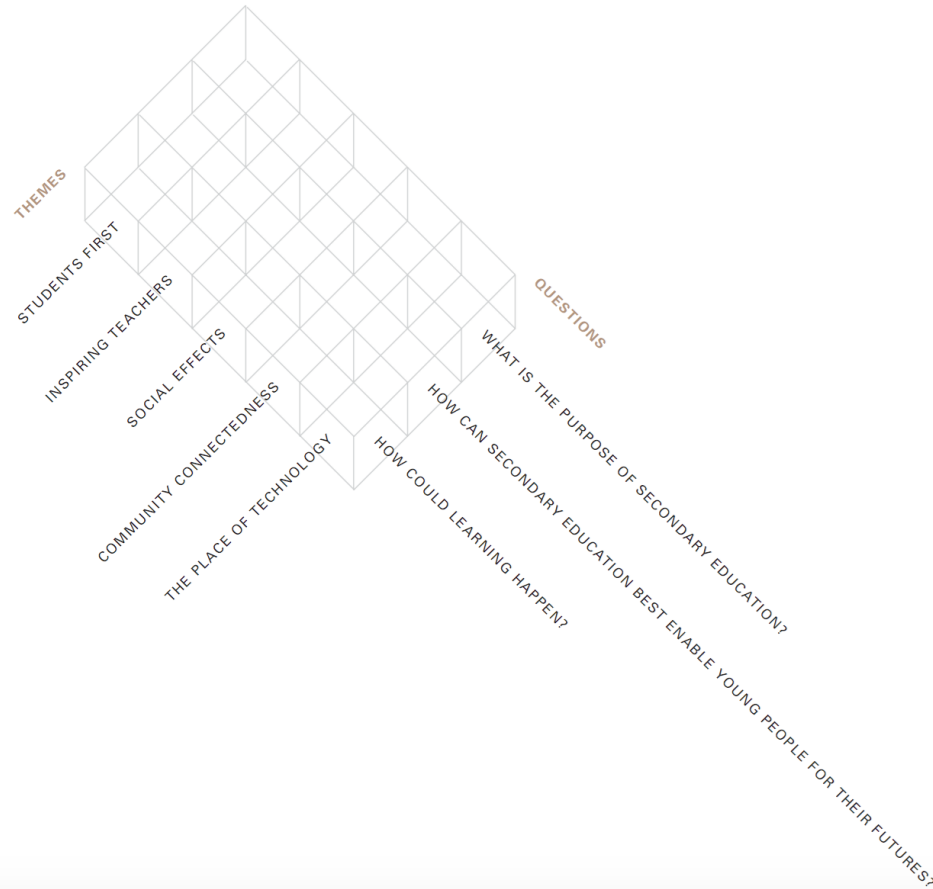 THEMES
STUDENTS FIRST
INSPIRING TEACHERS
SOCIAL EFFECTS
COMMUNITY CONNECTEDNESS
THE PLACE OF TECHNOLOGY
QUESTIONS
WHAT IS THE PURPOSE OF SECONDARY EDUCATION?
HOW CAN SECONDARY EDUCATION BEST ENABLE YOUNG PEOPLE FOR THEIR FUTURES?
HOW COULD LEARNING HAPPEN?